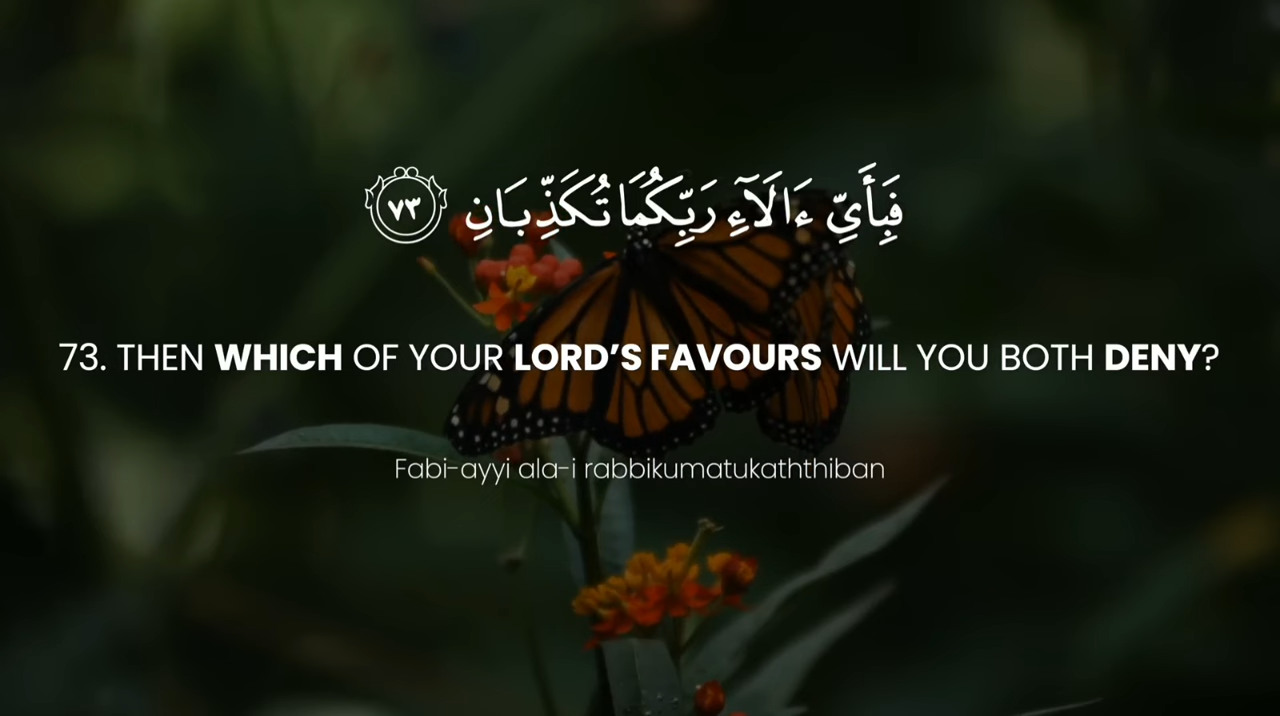 فَبِأَيِّ ءَالَآءِ رَبِّكُمَا تُكَذِّبَانِ ٧٣
73. THEN WHICH OF YOUR LORD’S FAVOURS WILL YOU BOTH DENY?
Fabi-ayyi ala-i rabbikumatukaththiban